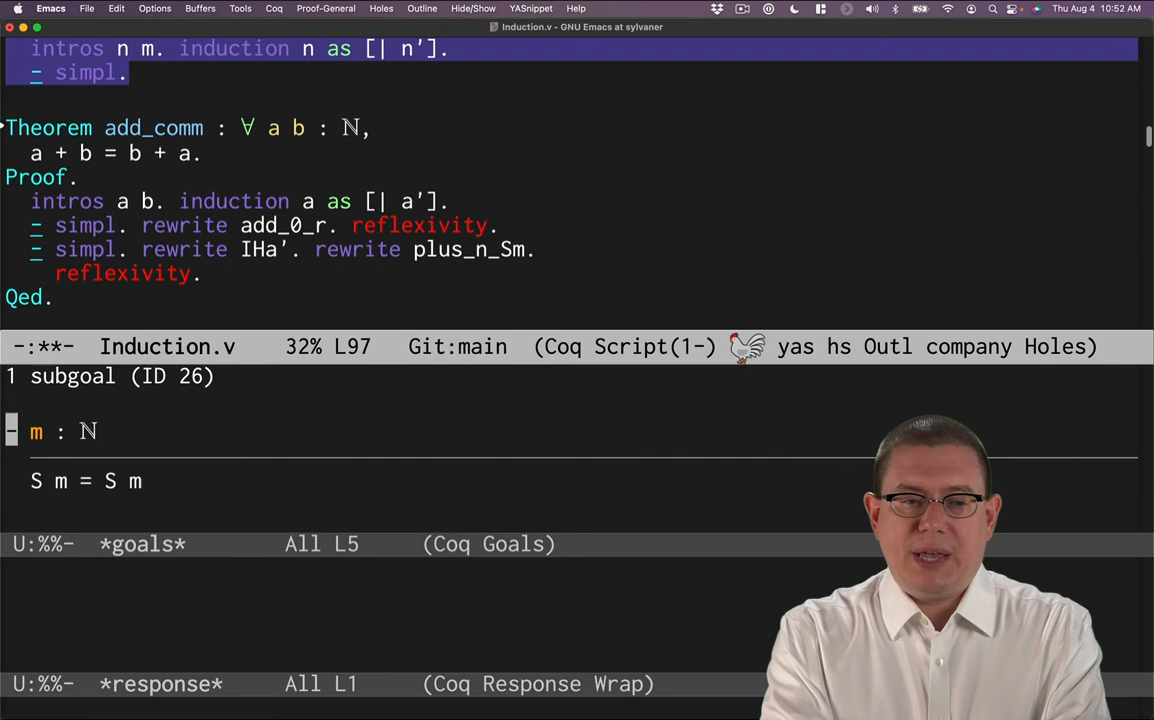 Emacs File Edit Options Buffers Tools Coq Proof-General Holes Outline Hide/Show YASnippet Help Thu Aug 4 10:52 AM
Induction.v - GNU Emacs at sylvaner
intros n m. induction n as [| n'].
- simpl.
Theorem add_comm : ∀ a b : ℕ,
a + b = b + a.
Proof.
intros a b. induction a as [| a'].
- simpl. rewrite add_0_r. reflexivity.
- simpl. rewrite IHa'. rewrite plus_n_Sm.
reflexivity.
Qed.
-:**- Induction.v 32% L97 Git:main (Coq Script(1-) yas hs Outl company Holes)
1 subgoal (ID 26)
- m : ℕ
S m = S m
U:%%- *goals* All L5 (Coq Goals)
U:%%- *response* All L1 (Coq Response Wrap)